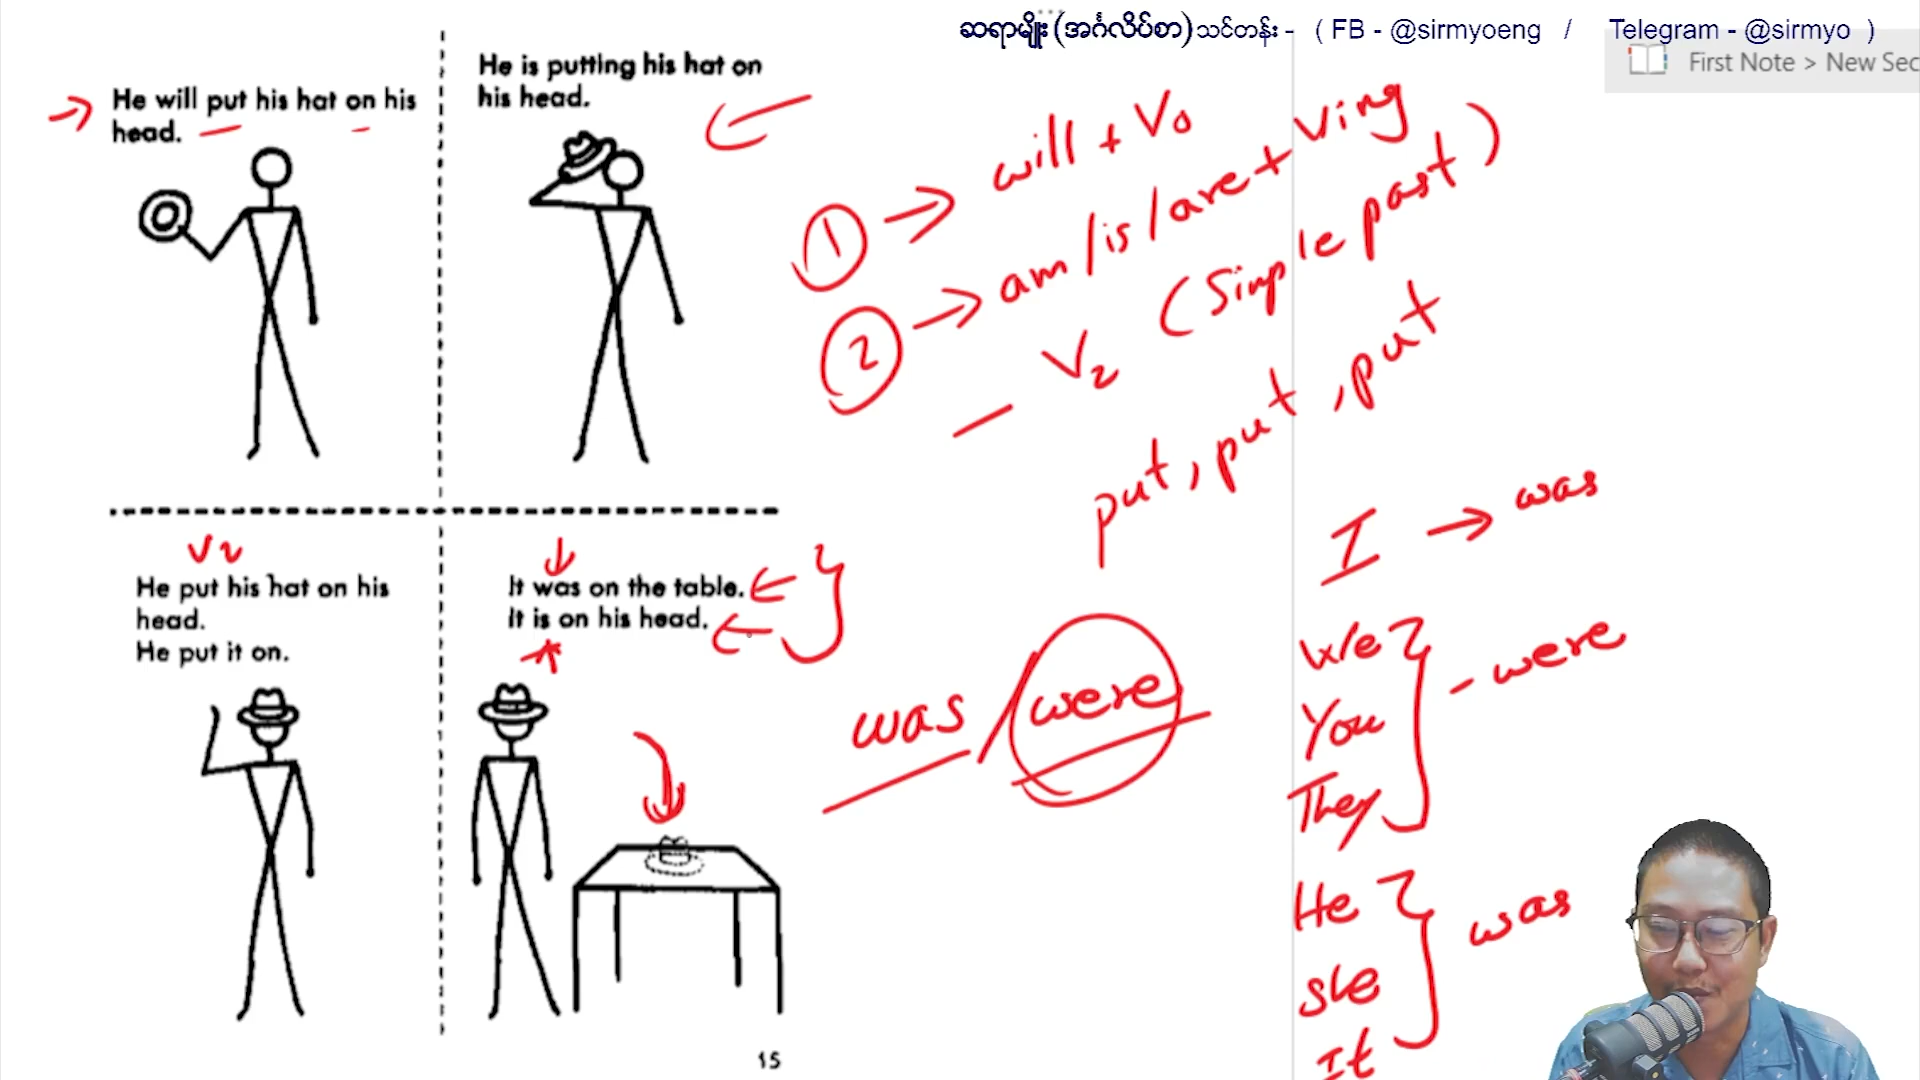 ဆရာမျိုး (အင်္ဂလိပ်စာ) သင်တန်း - ( FB - @sirmyoeng / Telegram - @sirmyo )
First Note > New Sec
He will put his hat on his
head.
He is putting his hat on
his head.
1 → will + V0
2 → am / is / are + Ving
- V2 (Simple past)
put, put, put
V2
He put his hat on his
head.
He put it on.
It was on the table.
It is on his head.
was / were
I → was
We
You
They
- were
He
She
It
was
15